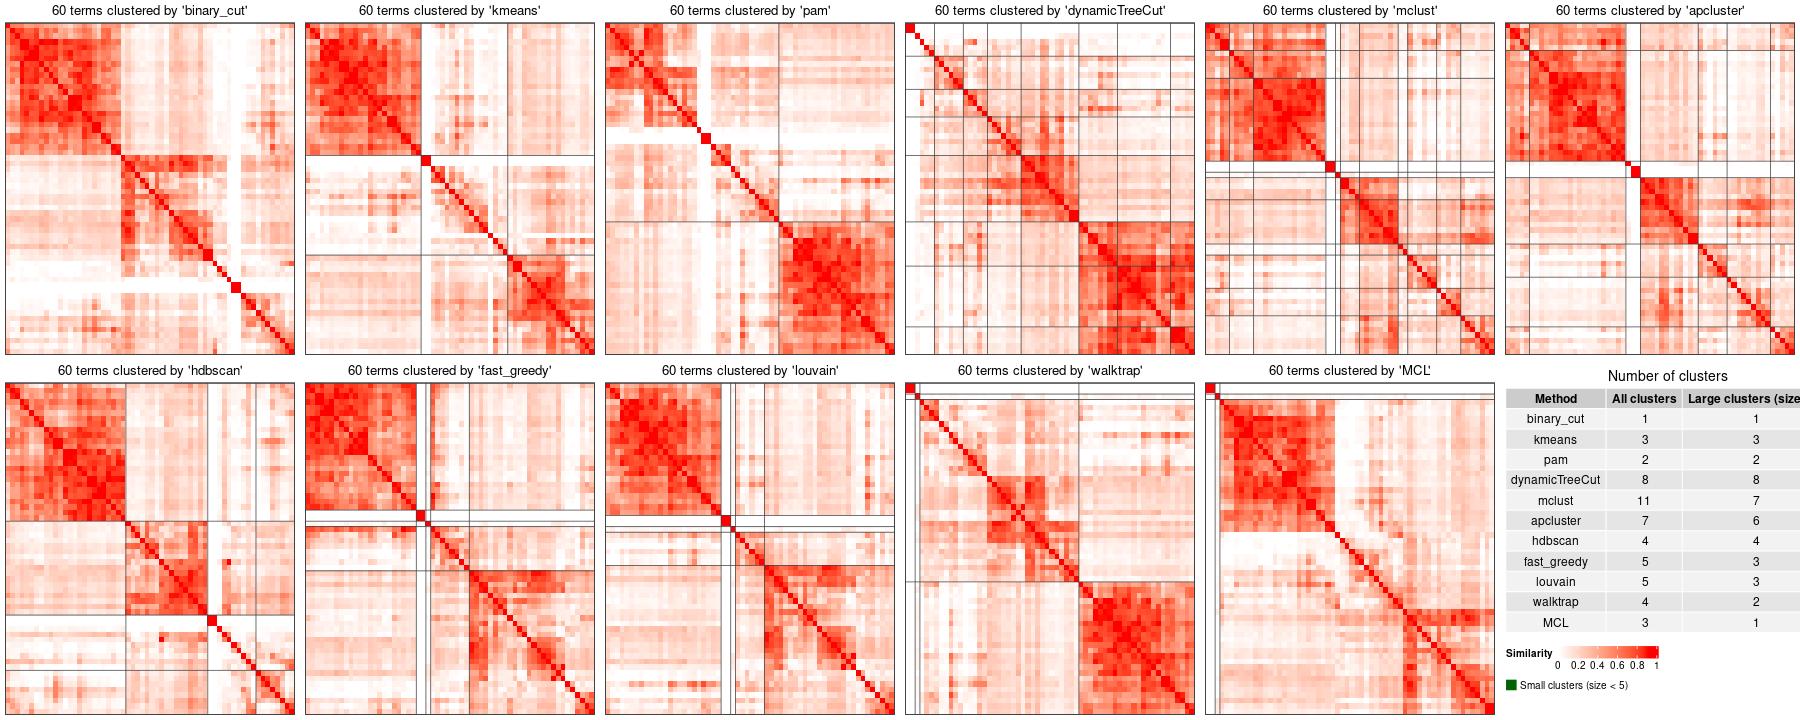 60 terms clustered by 'binary_cut'
60 terms clustered by 'kmeans'
60 terms clustered by 'pam'
60 terms clustered by 'dynamicTreeCut'
60 terms clustered by 'mclust'
60 terms clustered by 'apcluster'
60 terms clustered by 'hdbscan'
60 terms clustered by 'fast_greedy'
60 terms clustered by 'louvain'
60 terms clustered by 'walktrap'
60 terms clustered by 'MCL'
Number of clusters
Method All clusters Large clusters (size
binary_cut 1 1
kmeans 3 3
pam 2 2
dynamicTreeCut 8 8
mclust 11 7
apcluster 7 6
hdbscan 4 4
fast_greedy 5 3
louvain 5 3
walktrap 4 2
MCL 3 1
Similarity
0 0.2 0.4 0.6 0.8 1
Small clusters (size < 5)